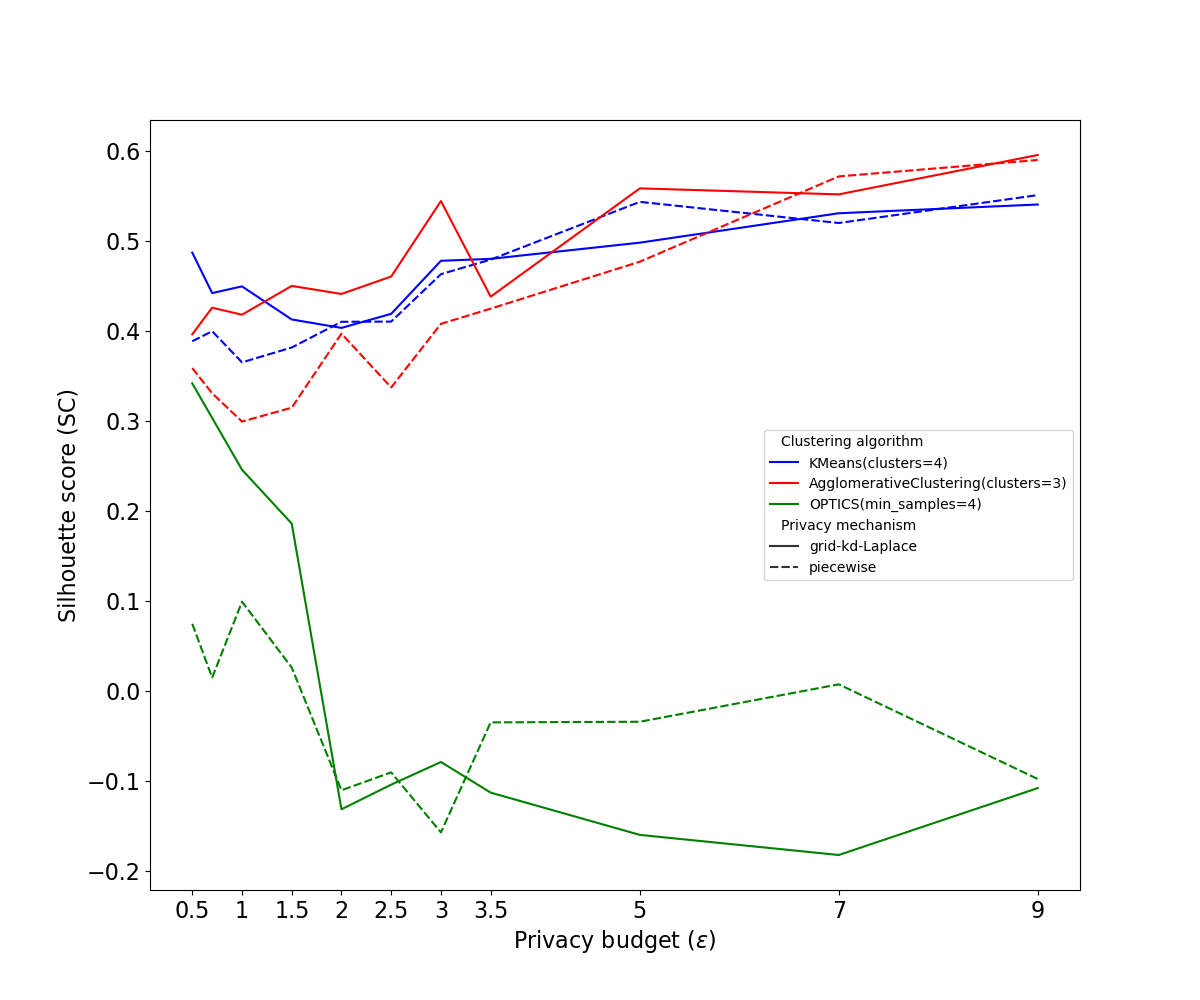 0.6
0.5
0.4
0.3
0.2
0.1
0.0
−0.1
−0.2
Silhouette score (SC)
Clustering algorithm
KMeans(clusters=4)
AgglomerativeClustering(clusters=3)
OPTICS(min_samples=4)
Privacy mechanism
grid-kd-Laplace
piecewise
0.5 1 1.5 2 2.5 3 3.5 5 7 9
Privacy budget (ε)